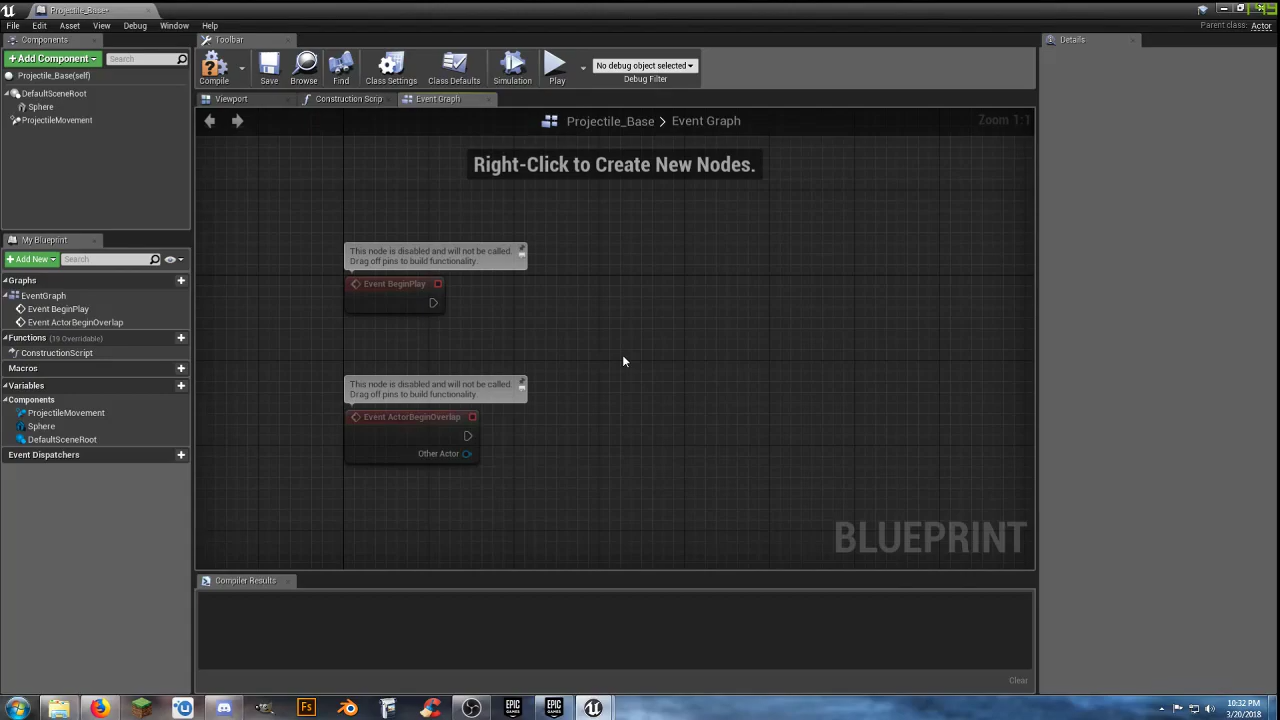 Projectile_Base*
File Edit Asset View Debug Window Help
Parent class: Actor
Components
Toolbar
Details
+ Add Component
Search
Projectile_Base(self)
DefaultSceneRoot
Sphere
ProjectileMovement
Compile
Save
Browse
Find
Class Settings
Class Defaults
Simulation
Play
No debug object selected
Debug Filter
Viewport
Construction Scrip
Event Graph
Projectile_Base > Event Graph
Zoom 1:1
Right-Click to Create New Nodes.
My Blueprint
+ Add New
Search
Graphs
EventGraph
Event BeginPlay
Event ActorBeginOverlap
Functions (19 Overridable)
ConstructionScript
Macros
Variables
Components
ProjectileMovement
Sphere
DefaultSceneRoot
Event Dispatchers
This node is disabled and will not be called.
Drag off pins to build functionality.
Event BeginPlay
This node is disabled and will not be called.
Drag off pins to build functionality.
Event ActorBeginOverlap
Other Actor
BLUEPRINT
Compiler Results
Clear
Fs
EPIC
GAMES
EPIC
GAMES
10:32 PM
3/20/2018